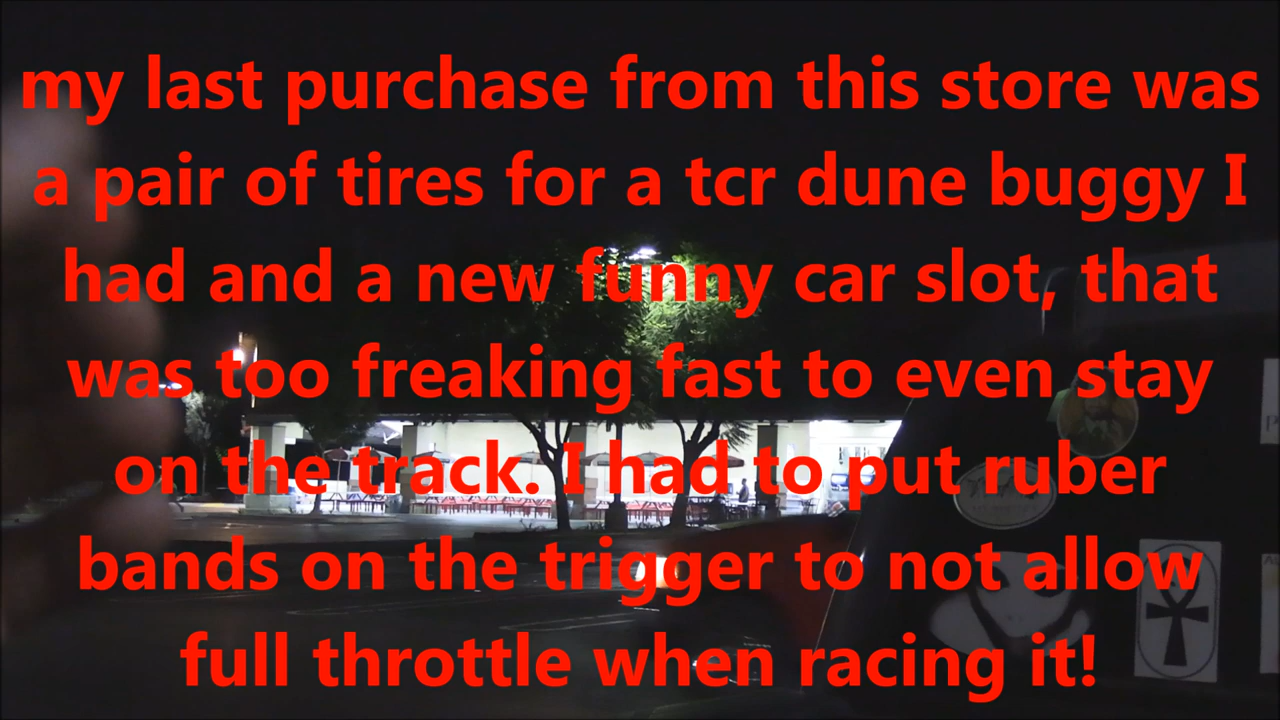 my last purchase from this store was
a pair of tires for a tcr dune buggy I
had and a new funny car slot, that
was too freaking fast to even stay
on the track. I had to put ruber
bands on the trigger to not allow
full throttle when racing it!